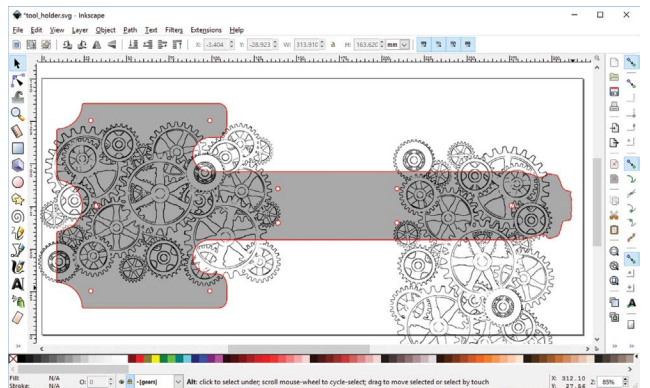 *tool_holder.svg - Inkscape
File Edit View Layer Object Path Text Filters Extensions Help
X: -3.404 Y: -28.923 W: 313.910 H: 163.620 mm
A
A
Fill: N/A
Stroke: N/A
O: 0
-[gears]
Alt: click to select under; scroll mouse-wheel to cycle-select; drag to move selected or select by touch
X: 312.10
Y: 27.56
Z: 85%